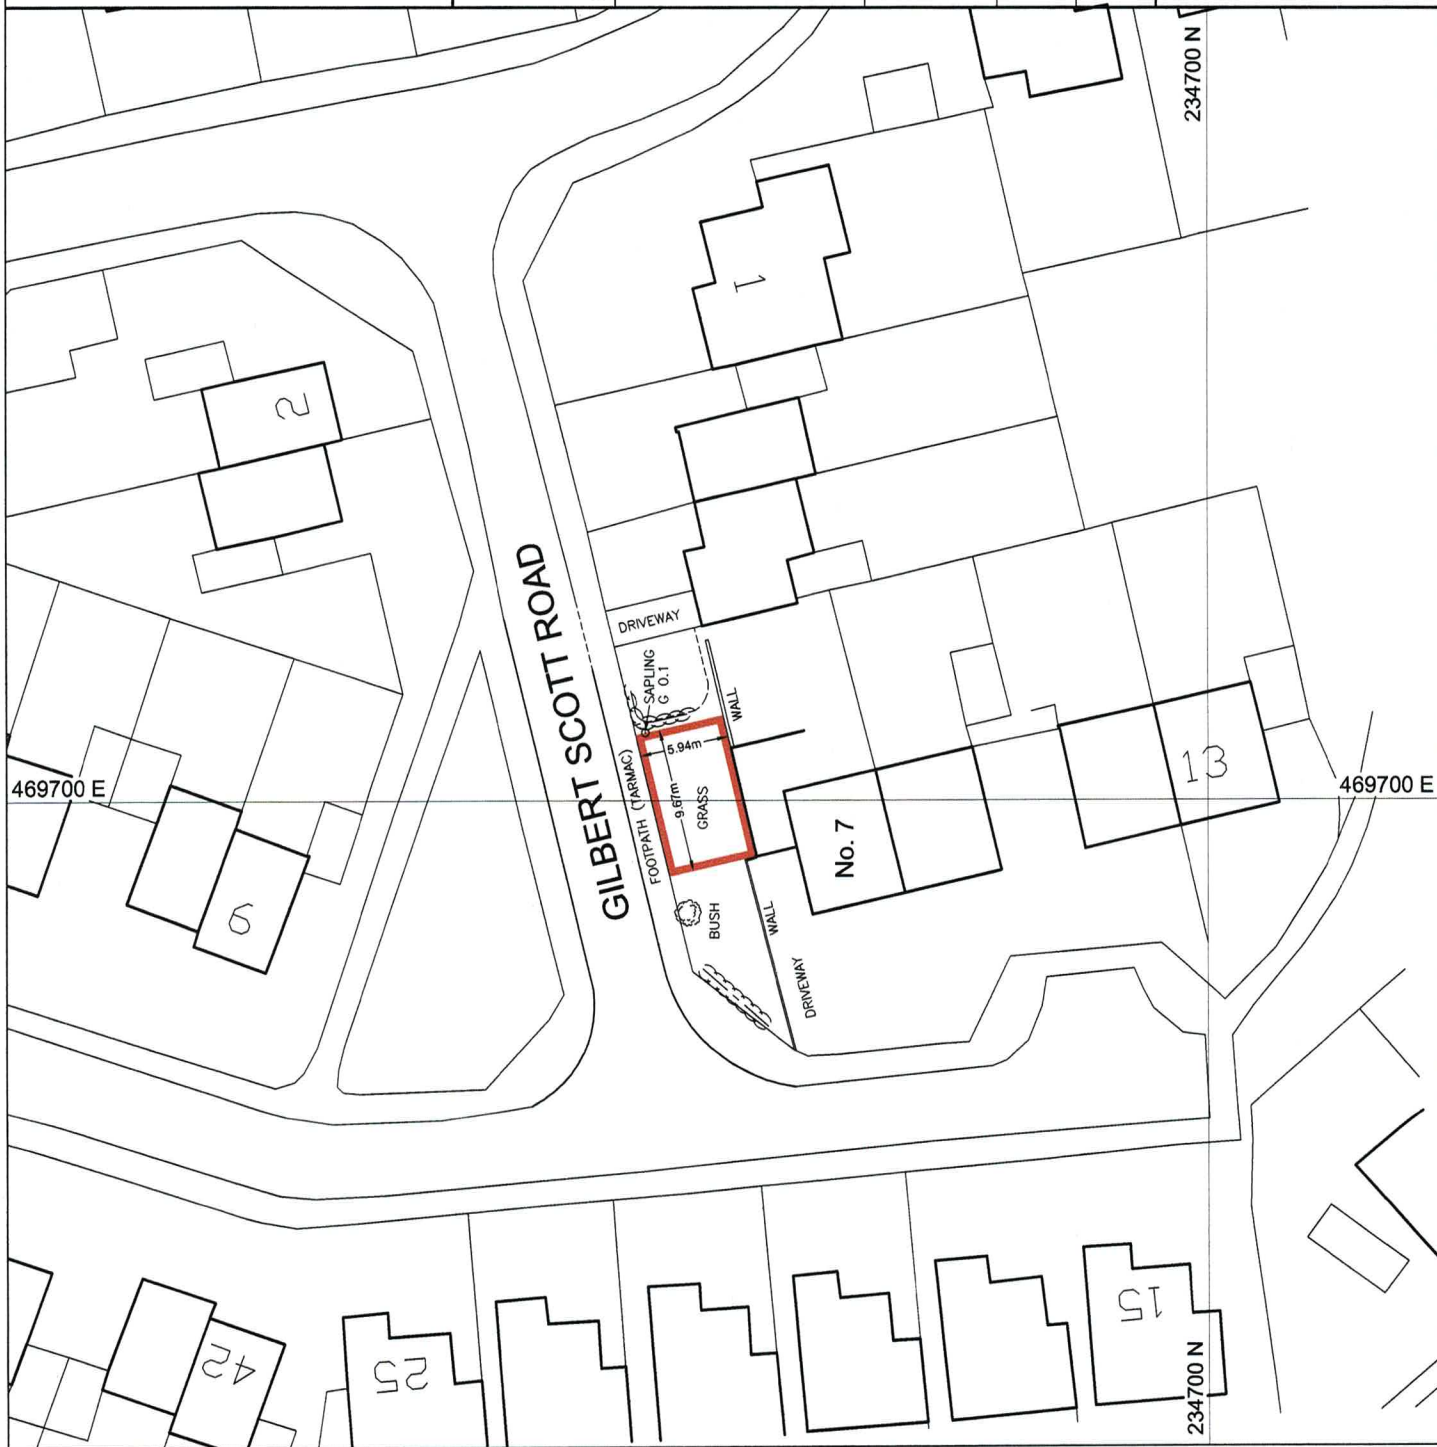 234700 N
1
2
GILBERT SCOTT ROAD
DRIVEWAY
SAPLING
G 0.1
WALL
5.94m
FOOTPATH (TARMAC)
9.67m
GRASS
469700 E
469700 E
13
No. 7
6
BUSH
WALL
DRIVEWAY
15
25
42
234700 N